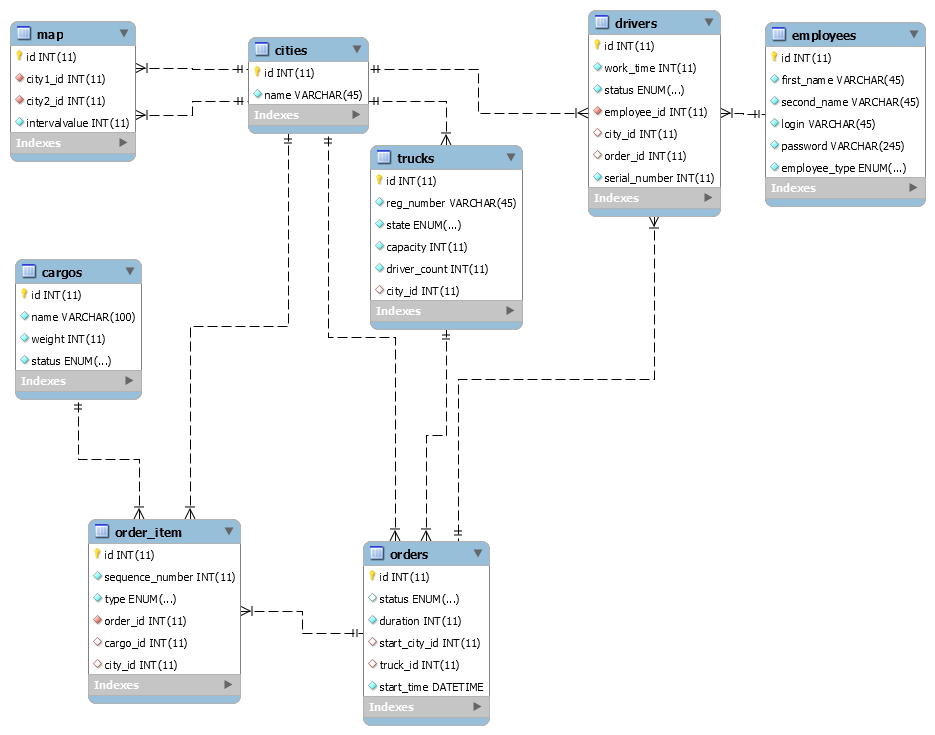 map
id INT(11)
city1_id INT(11)
city2_id INT(11)
intervalvalue INT(11)
Indexes
cities
id INT(11)
name VARCHAR(45)
Indexes
drivers
id INT(11)
work_time INT(11)
status ENUM(...)
employee_id INT(11)
city_id INT(11)
order_id INT(11)
serial_number INT(11)
Indexes
employees
id INT(11)
first_name VARCHAR(45)
second_name VARCHAR(45)
login VARCHAR(45)
password VARCHAR(245)
employee_type ENUM(...)
Indexes
trucks
id INT(11)
reg_number VARCHAR(45)
state ENUM(...)
capacity INT(11)
driver_count INT(11)
city_id INT(11)
Indexes
cargos
id INT(11)
name VARCHAR(100)
weight INT(11)
status ENUM(...)
Indexes
order_item
id INT(11)
sequence_number INT(11)
type ENUM(...)
order_id INT(11)
cargo_id INT(11)
city_id INT(11)
Indexes
orders
id INT(11)
status ENUM(...)
duration INT(11)
start_city_id INT(11)
truck_id INT(11)
start_time DATETIME
Indexes